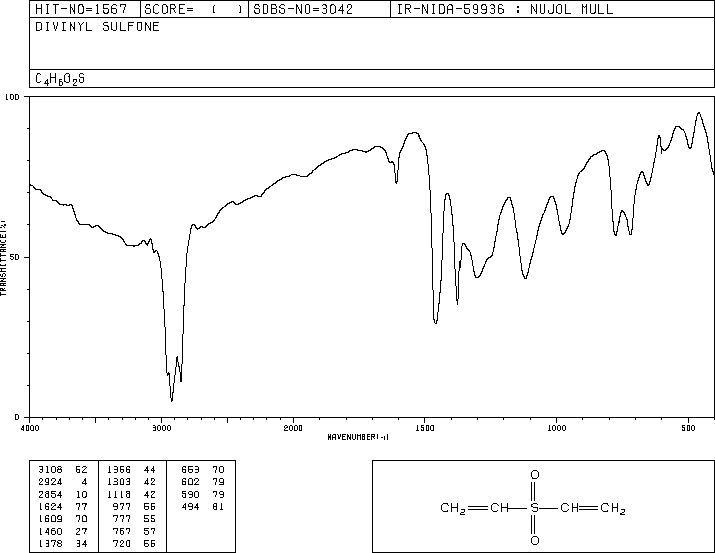 HIT-NO=1567 SCORE= ( ) SDBS-NO=3042 IR-NIDA-59936 : NUJOL MULL
DIVINYL SULFONE
C4H6O2S
100
TRANSMITTANCE(%)
50
0
4000 3000 2000 1500 1000 500
WAVENUMBER(-1)
3108 52 1366 44 653 70
2924 4 1303 42 602 79
2854 10 1118 42 590 79
1624 77 977 56 494 81
1609 70 777 55
1460 27 767 57
1378 34 720 56
O
CH2 CH S CH CH2
O